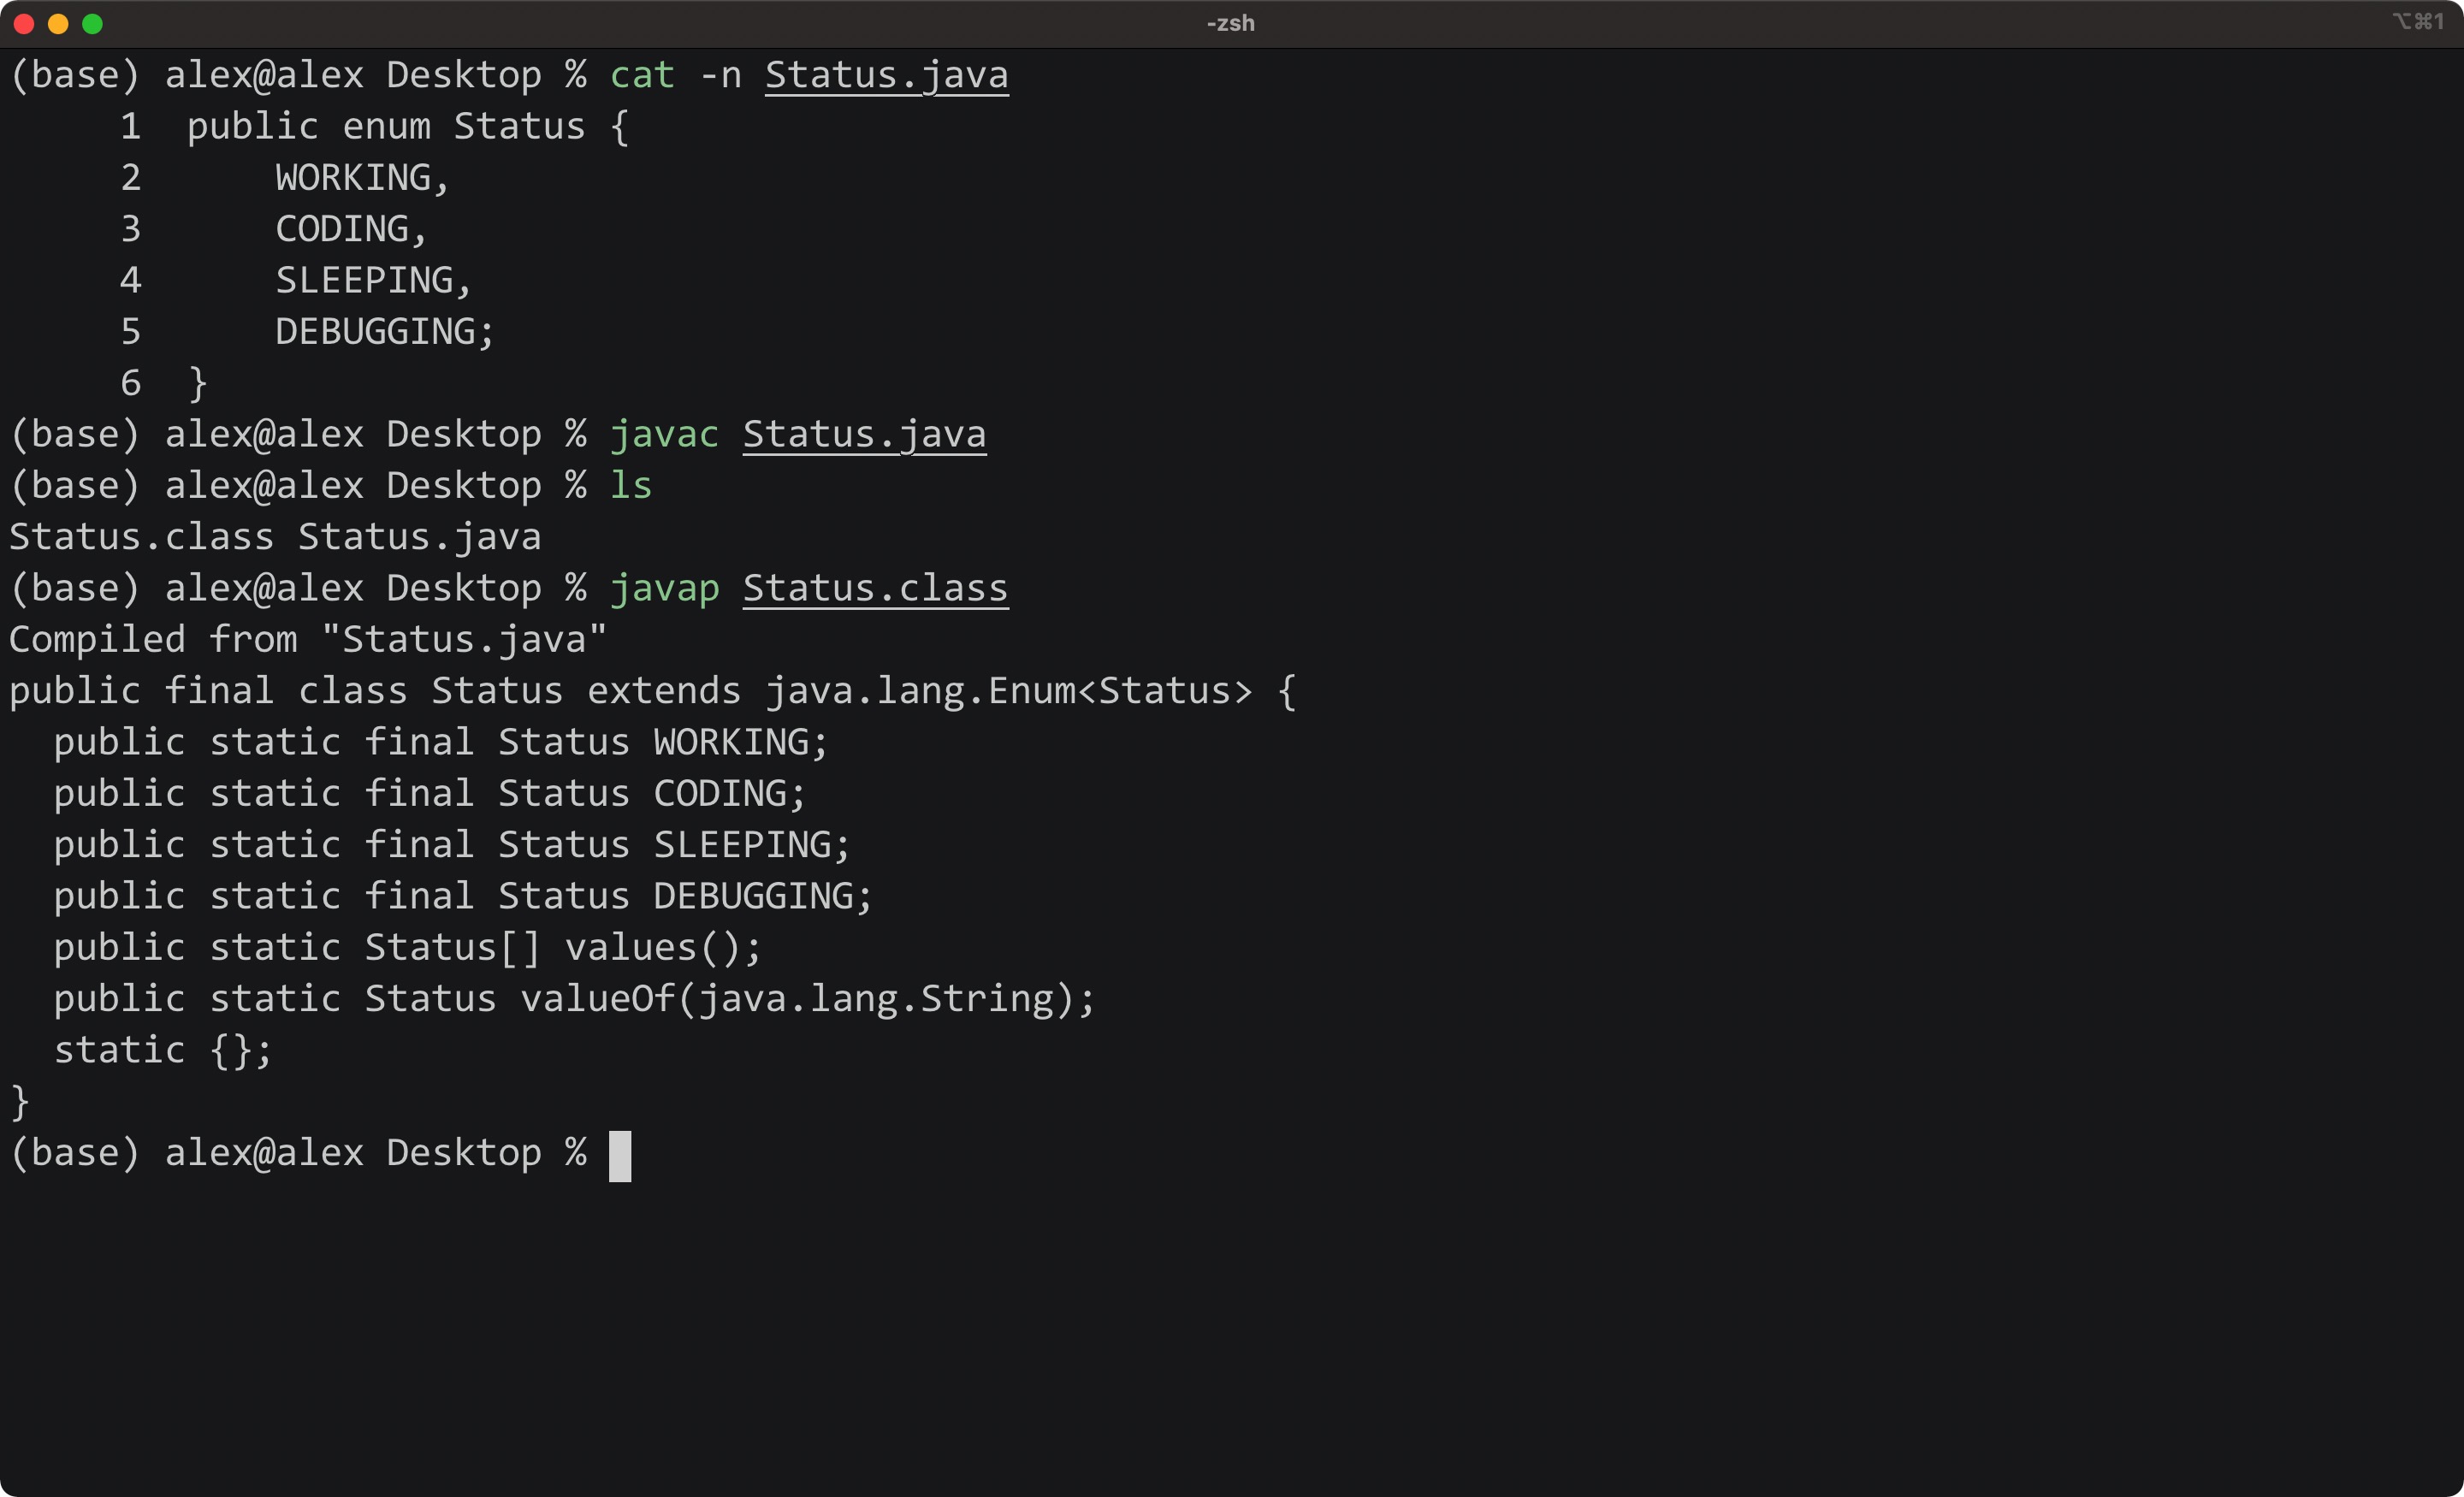 -zsh
⌥⌘1
(base) alex@alex Desktop % cat -n Status.java
     1  public enum Status {
     2      WORKING,
     3      CODING,
     4      SLEEPING,
     5      DEBUGGING;
     6  }
(base) alex@alex Desktop % javac Status.java
(base) alex@alex Desktop % ls
Status.class Status.java
(base) alex@alex Desktop % javap Status.class
Compiled from "Status.java"
public final class Status extends java.lang.Enum<Status> {
  public static final Status WORKING;
  public static final Status CODING;
  public static final Status SLEEPING;
  public static final Status DEBUGGING;
  public static Status[] values();
  public static Status valueOf(java.lang.String);
  static {};
}
(base) alex@alex Desktop %